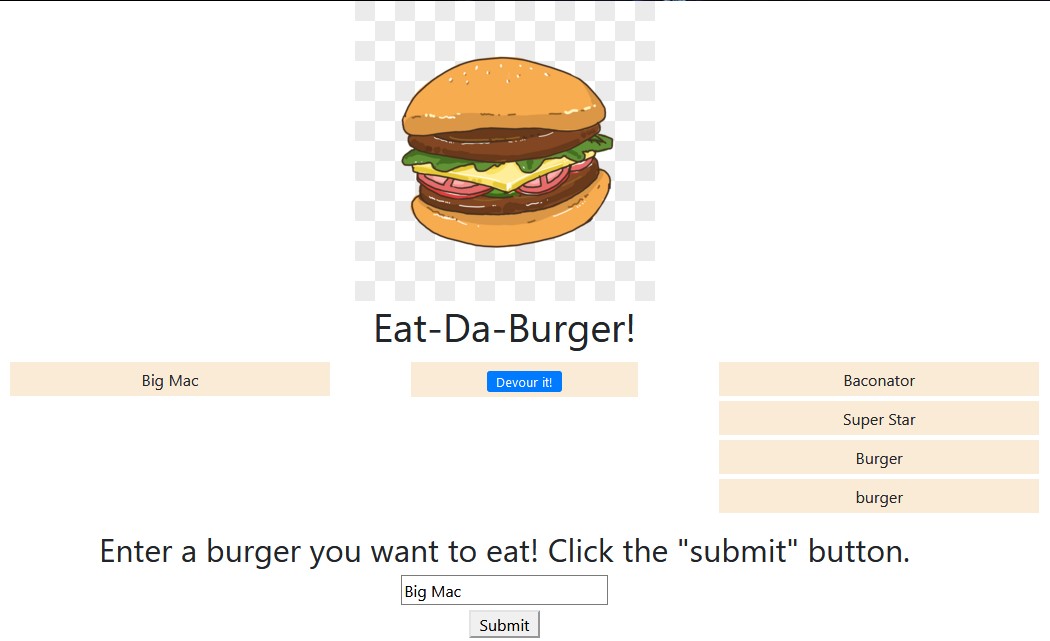 Eat-Da-Burger!
Big Mac
Devour it!
Baconator
Super Star
Burger
burger
Enter a burger you want to eat! Click the "submit" button.
Big Mac
Submit